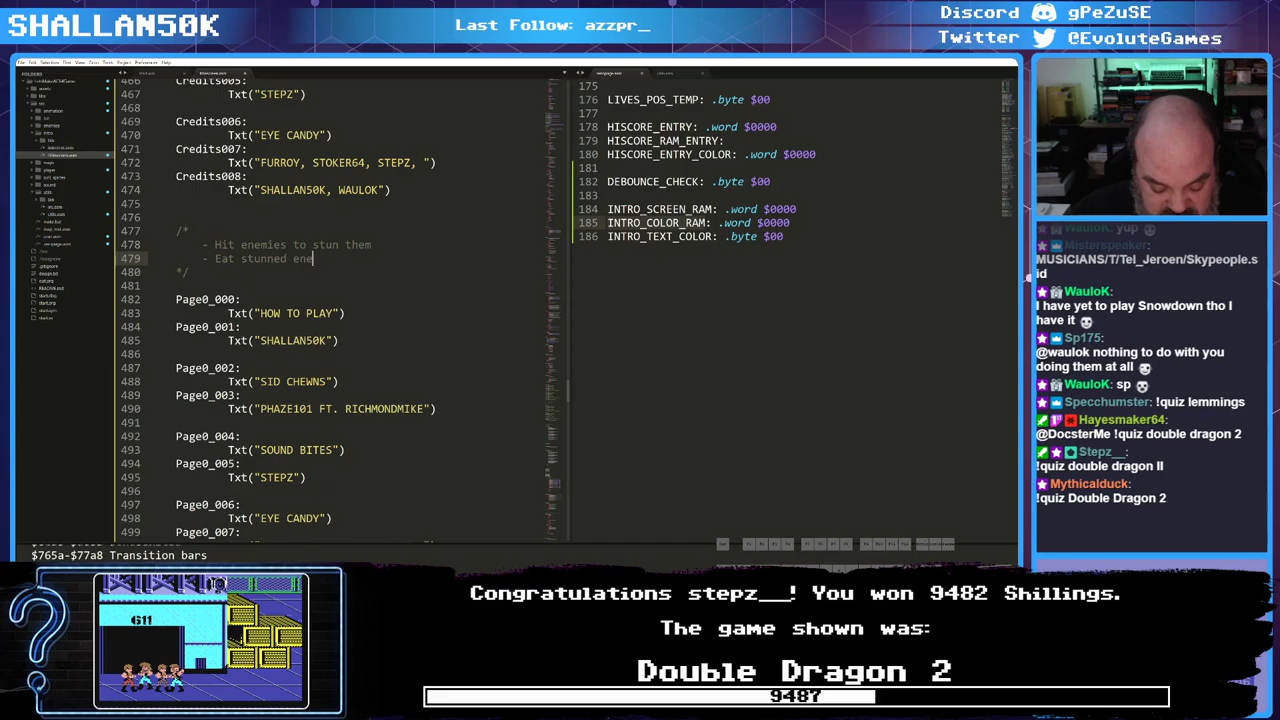 SHALLAN50K
Last Follow: azzpr_
Discord gPeZuSE
Twitter @EvoluteGames
FOLDERS
466 Credits005:
467 Txt("STEPZ")
468
469 Credits006:
470 Txt("EYE CANDY")
471 Credits007:
472 Txt("FURROY, STOKER64, STEPZ, ")
473 Credits008:
474 Txt("SHALLAN50K, WAULOK")
475
476
477 /*
478 - Hit enemies to stun them
479 - Eat stunned ene
480 */
481
482 Page0_000:
483 Txt("HOW TO PLAY")
484 Page0_001:
485 Txt("SHALLAN50K")
486
487 Page0_002:
488 Txt("SID CHEWNS")
489 Page0_003:
490 Txt("PHAZE101 FT. RICHMONDMIKE")
491
492 Page0_004:
493 Txt("SOUND BITES")
494 Page0_005:
495 Txt("STEPZ")
496
497 Page0_006:
498 Txt("EYE CANDY")
499 Page0_007:
$765a-$77a8 Transition bars
175
176 LIVES_POS_TEMP: .byte $00
177
178 HISCORE_ENTRY: .word $0000
179 HISCORE_RAM_ENTRY:
180 HISCORE_ENTRY_COLOR: .word $0000
181
182 DEBOUNCE_CHECK: .byte $00
183
184 INTRO_SCREEN_RAM: .word $0000
185 INTRO_COLOR_RAM: .word $0000
186 INTRO_TEXT_COLOR: .byte $00
WauloK: yup
Misterspeaker:
MUSICIANS/T/Tel_Jeroen/Skypeople.s
id
WauloK:
I have yet to play Snowdown tho I
have it
Sp175:
@waulok nothing to do with you
doing them at all
WauloK: sp
Specchumster: !quiz lemmings
Hayesmaker64:
@DocsterMe !quiz double dragon 2
Stepz__:
!quiz double dragon II
Mythicalduck:
!quiz Double Dragon 2
611
Congratulations stepz__! You won 9482 Shillings.
The game shown was:
Double Dragon 2
9487